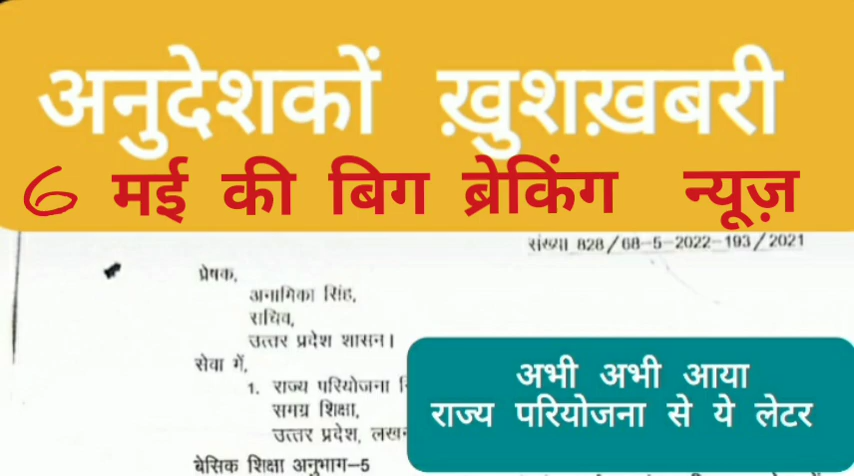 अनुदेशकों ख़ुशख़बरी
6 मई की बिग ब्रेकिंग न्यूज़
संख्या 828/68-5-2022-193/2021
प्रेषक,
अनामिका सिंह,
सचिव,
उत्तर प्रदेश शासन।
सेवा में,
1. राज्य परियोजना
समग्र शिक्षा,
उत्तर प्रदेश,
अभी अभी आया
राज्य परियोजना से ये लेटर
बेसिक शिक्षा अनुभाग-5